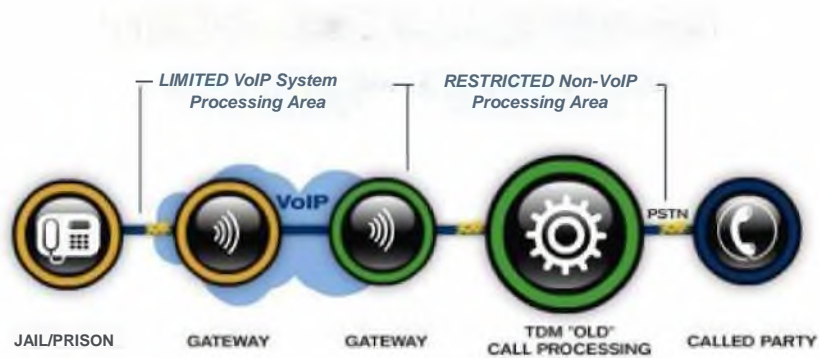 LIMITED VoIP System
Processing Area
RESTRICTED Non-VoIP
Processing Area
VoIP
PSTN
JAIL/PRISON
GATEWAY
GATEWAY
TDM "OLD"
CALL PROCESSING
CALLED PARTY